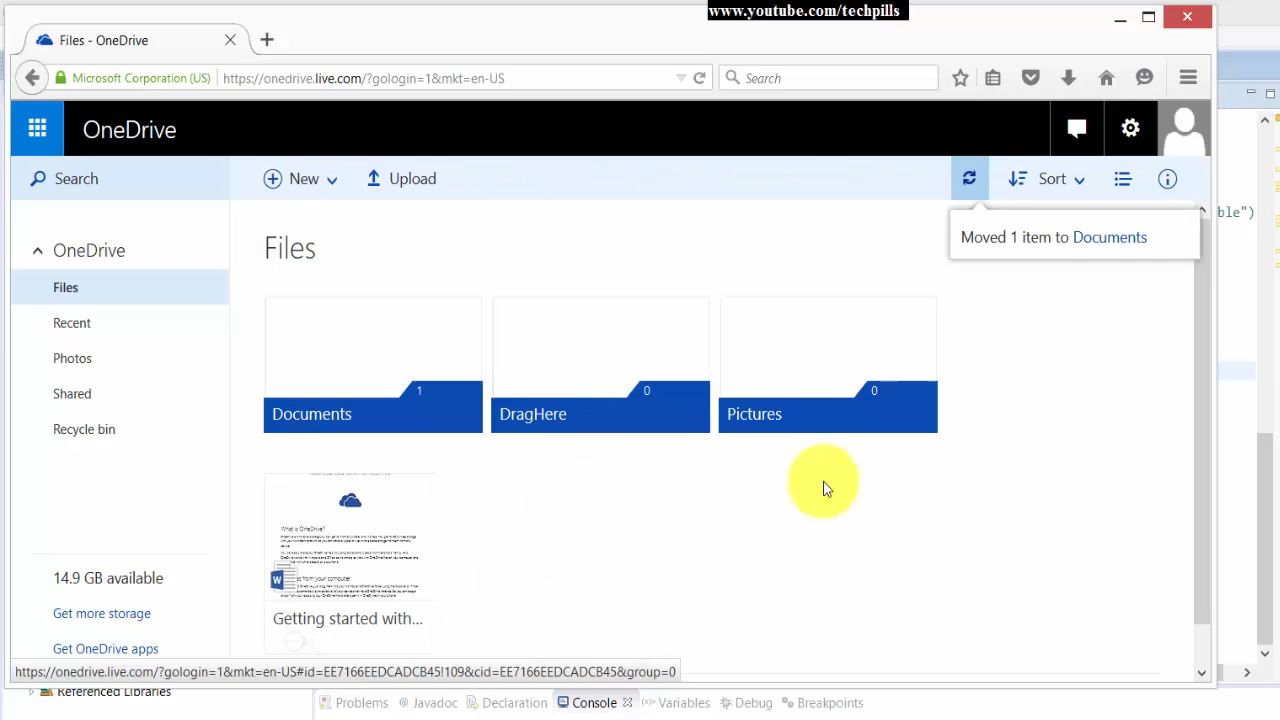 www.youtube.com/techpills
Files - OneDrive
Microsoft Corporation (US)
https://onedrive.live.com/?gologin=1&mkt=en-US
Search
OneDrive
Search
New
Upload
Sort
Moved 1 item to Documents
ble")
OneDrive
Files
Recent
Photos
Shared
Recycle bin
14.9 GB available
Get more storage
Get OneDrive apps
Files
1
Documents
0
DragHere
0
Pictures
What is OneDrive?
Getting started with...
https://onedrive.live.com/?gologin=1&mkt=en-US#id=EE7166EEDCADCB45!109&cid=EE7166EEDCADCB45&group=0
Referenced Libraries
Problems
@ Javadoc
Declaration
Console
(x)= Variables
Debug
Breakpoints